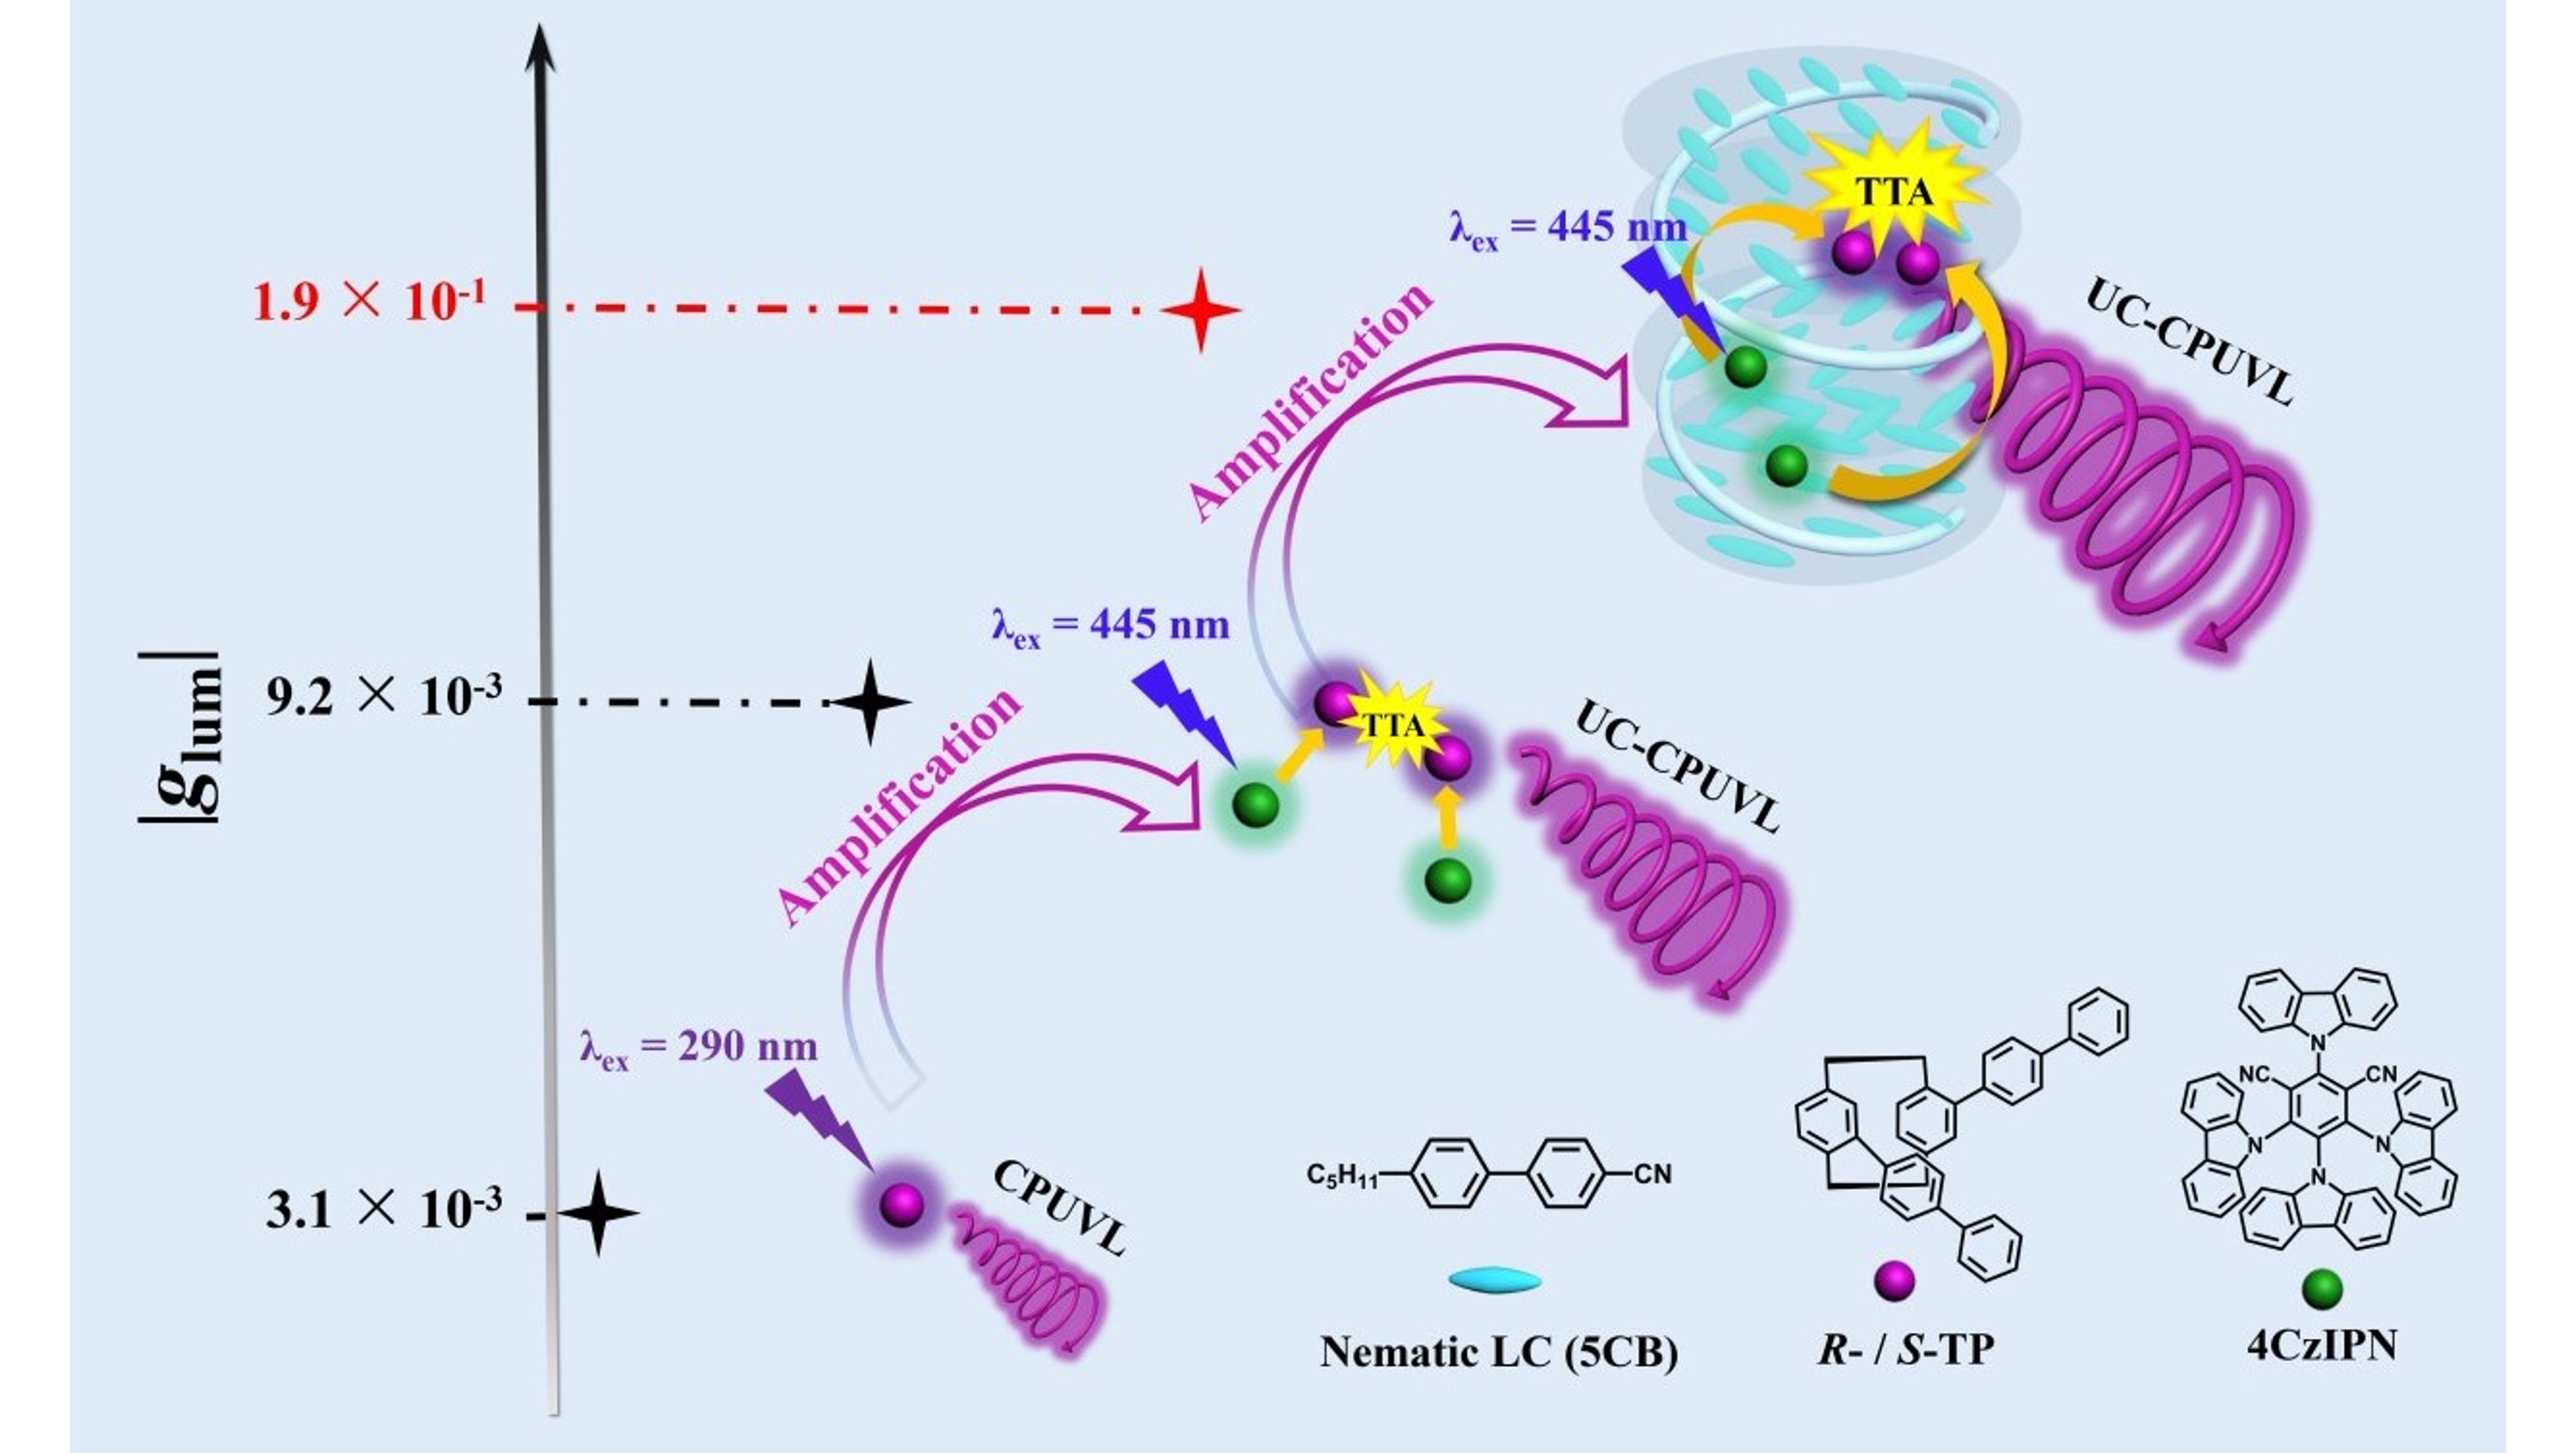 TTA
λex = 445 nm
UC-CPUVL
1.9 × 10-1
Amplification
λex = 445 nm
|glum|
9.2 × 10-3
TTA
UC-CPUVL
Amplification
λex = 290 nm
3.1 × 10-3
CPUVL
C5H11
CN
N
NC
CN
N
N
N
Nematic LC (5CB)
R- / S-TP
4CzIPN